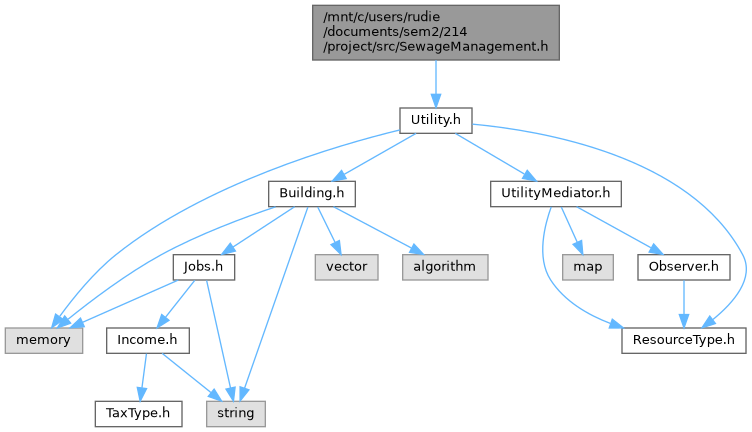 /mnt/c/users/rudie
/documents/sem2/214
/project/src/SewageManagement.h
Utility.h
Building.h
UtilityMediator.h
Jobs.h
vector
algorithm
map
Observer.h
memory
Income.h
ResourceType.h
TaxType.h
string